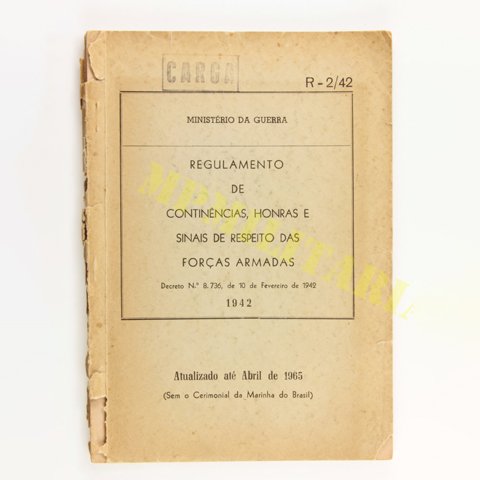 CARGA
R-2/42
MINISTÉRIO DA GUERRA
REGULAMENTO
DE
CONTINÊNCIAS, HONRAS E
SINAIS DE RESPEITO DAS
FORÇAS ARMADAS
Decreto N.º 8.736, de 10 de Fevereiro de 1942
1942
Atualizado até Abril de 1965
(Sem o Cerimonial da Marinha do Brasil)